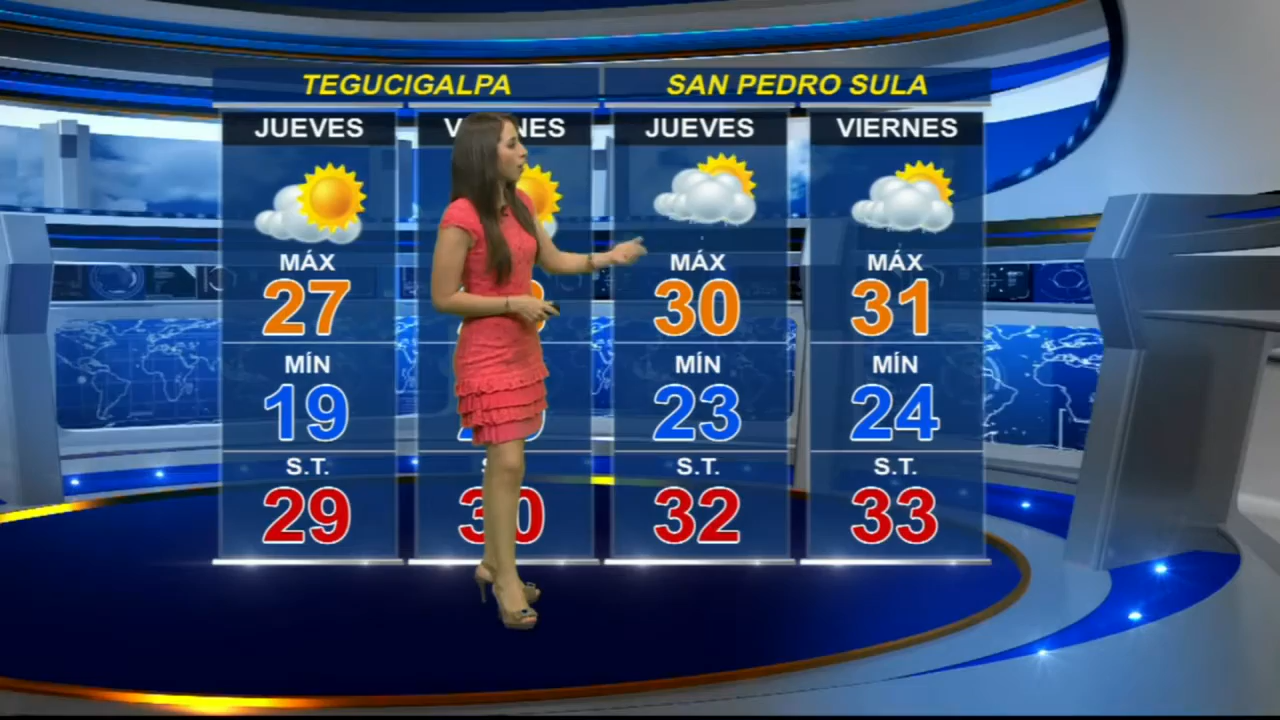 TEGUCIGALPA
SAN PEDRO SULA
JUEVES
JUEVES
VIERNES
MÁX
MÁX
MÁX
27
30
31
MÍN
MÍN
MÍN
19
23
24
S.T.
S.T.
S.T.
29
30
32
33